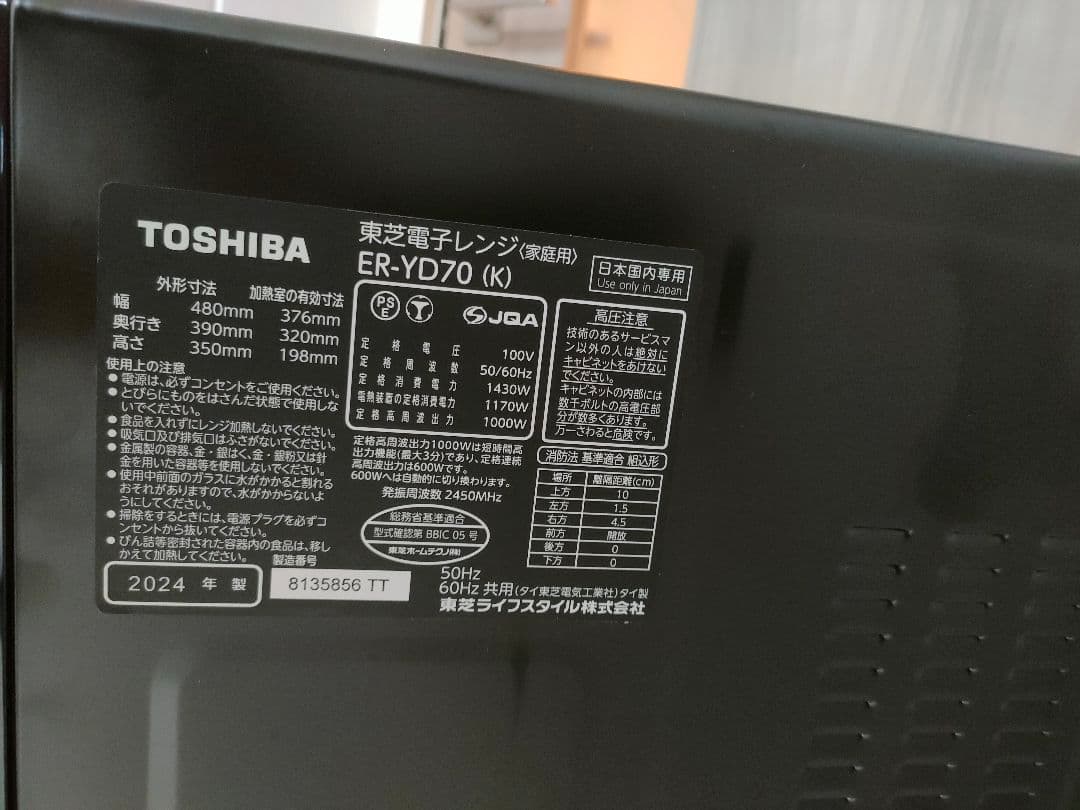 TOSHIBA
東芝電子レンジ〈家庭用〉
ER-YD70 (K)
日本国内専用
Use only in Japan
外形寸法 加熱室の有効寸法
幅 480mm 376mm
奥行き 390mm 320mm
高さ 350mm 198mm
使用上の注意
●電源は、必ずコンセントをご使用ください。
●とびらにものをはさんだ状態で使用しな
いでください。
●食品を入れずにレンジ加熱しないでください。
●吸気口及び排気口はふさがないでください。
●金属製の容器、金・銀はく、金・銀粉又は針
金を用いた容器等を使用しないでください。
●使用中前面のガラスに水がかかると割れる
おそれがありますので、水がかからないよ
うにしてください。
●掃除をするときには、電源プラグを必ずコ
ンセントから抜いてください。
●びん詰等密封された容器内の食品は、移し
かえて加熱してください。
2024 年 製
製造番号
8135856 TT
PS
E
JQA
定格電圧 100V
定格周波数 50/60Hz
定格消費電力 1430W
電熱装置の定格消費電力 1170W
定格高周波出力 1000W
定格高周波出力1000Wは短時間高
出力機能(最大3分)であり、定格連続
高周波出力は600Wです。
600Wへは自動的に切り換わります。
発振周波数 2450MHz
総務省基準適合
型式確認第 BBIC 05 号
東芝ホームテクノ(株)
高圧注意
技術のあるサービスマ
ン以外の人は絶対に
キャビネットをあけない
でください。
キャビネットの内部には
数千ボルトの高電圧部
分が数多くあります。
万一さわると危険です。
消防法 基準適合 組込形
場所 離隔距離(cm)
上方 10
左方 1.5
右方 4.5
前方 開放
後方 0
下方 0
50Hz
60Hz 共用 (タイ東芝電気工業社) タイ製
東芝ライフスタイル株式会社